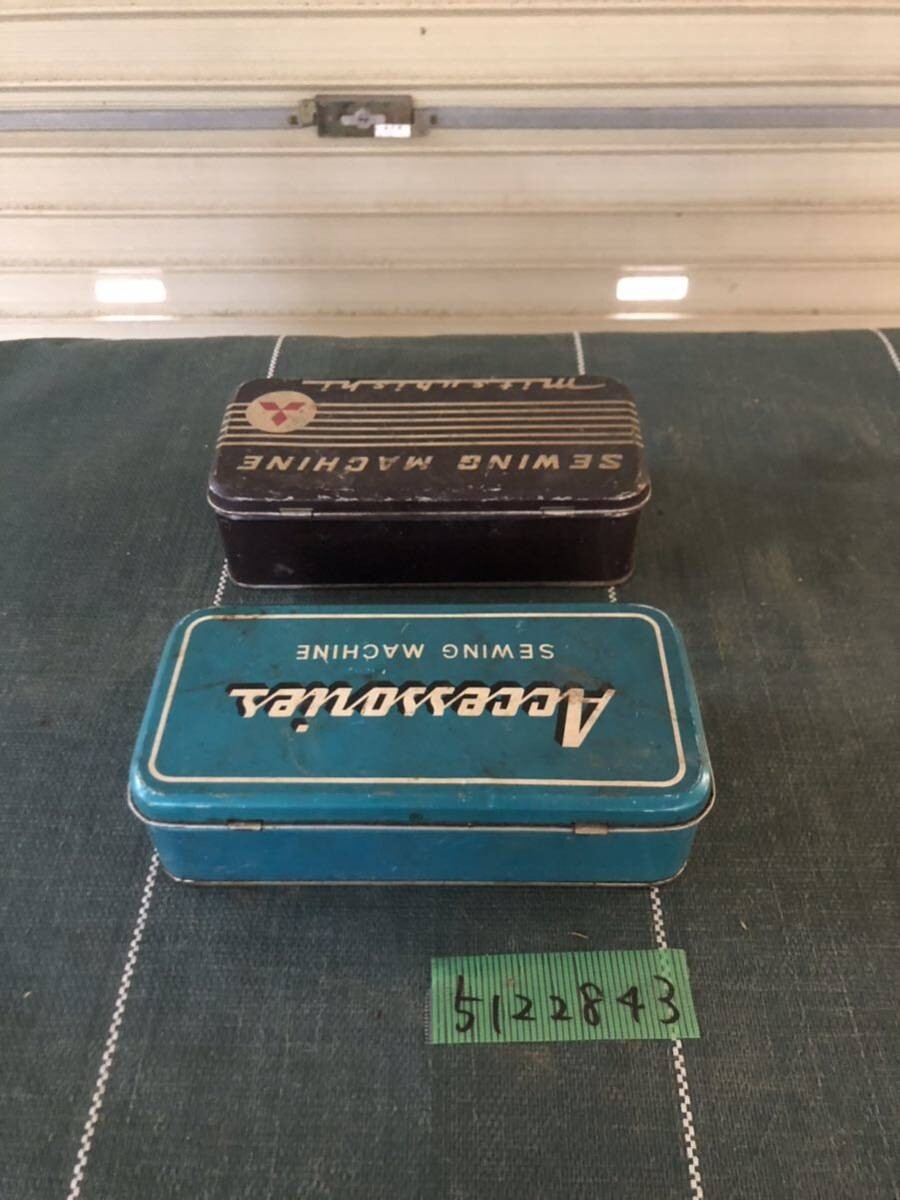 mitsubishi
SEWING MACHINE
Accessories
SEWING MACHINE
5122843